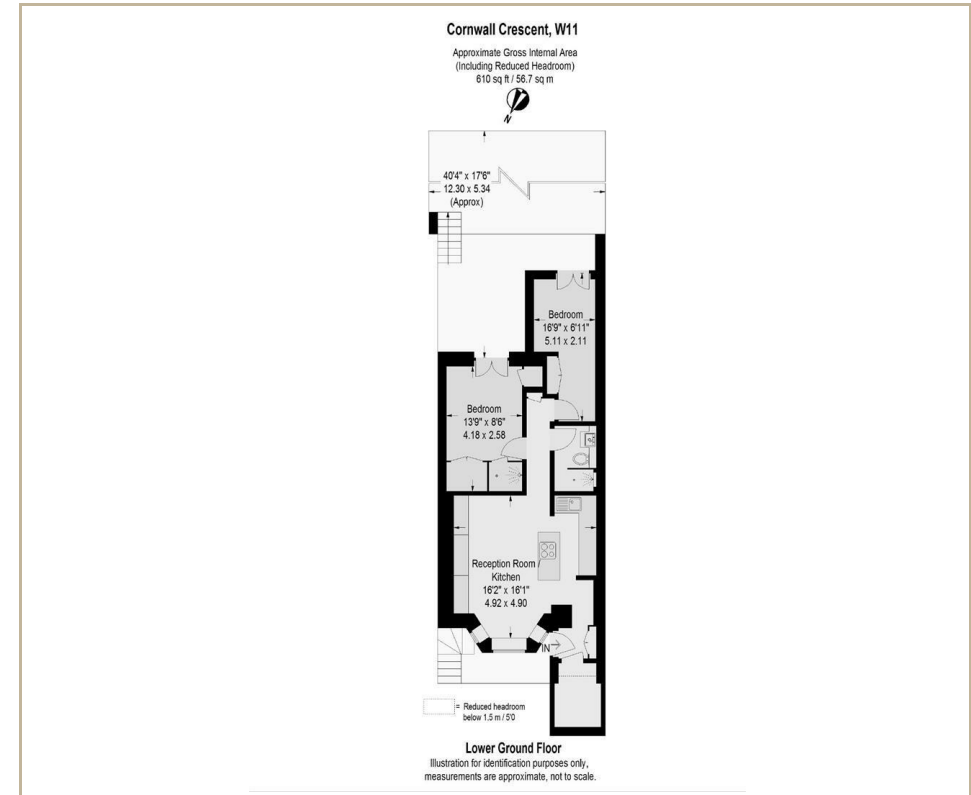 Cornwall Crescent, W11
Approximate Gross Internal Area
(Including Reduced Headroom)
610 sq ft / 56.7 sq m
N
40'4" x 17'6"
12.30 x 5.34
(Approx)
Bedroom
16'9" x 6'11"
5.11 x 2.11
Bedroom
13'9" x 8'6"
4.18 x 2.58
Reception Room /
Kitchen
16'2" x 16'1"
4.92 x 4.90
IN
= Reduced headroom
below 1.5 m / 5'0
Lower Ground Floor
Illustration for identification purposes only,
measurements are approximate, not to scale.